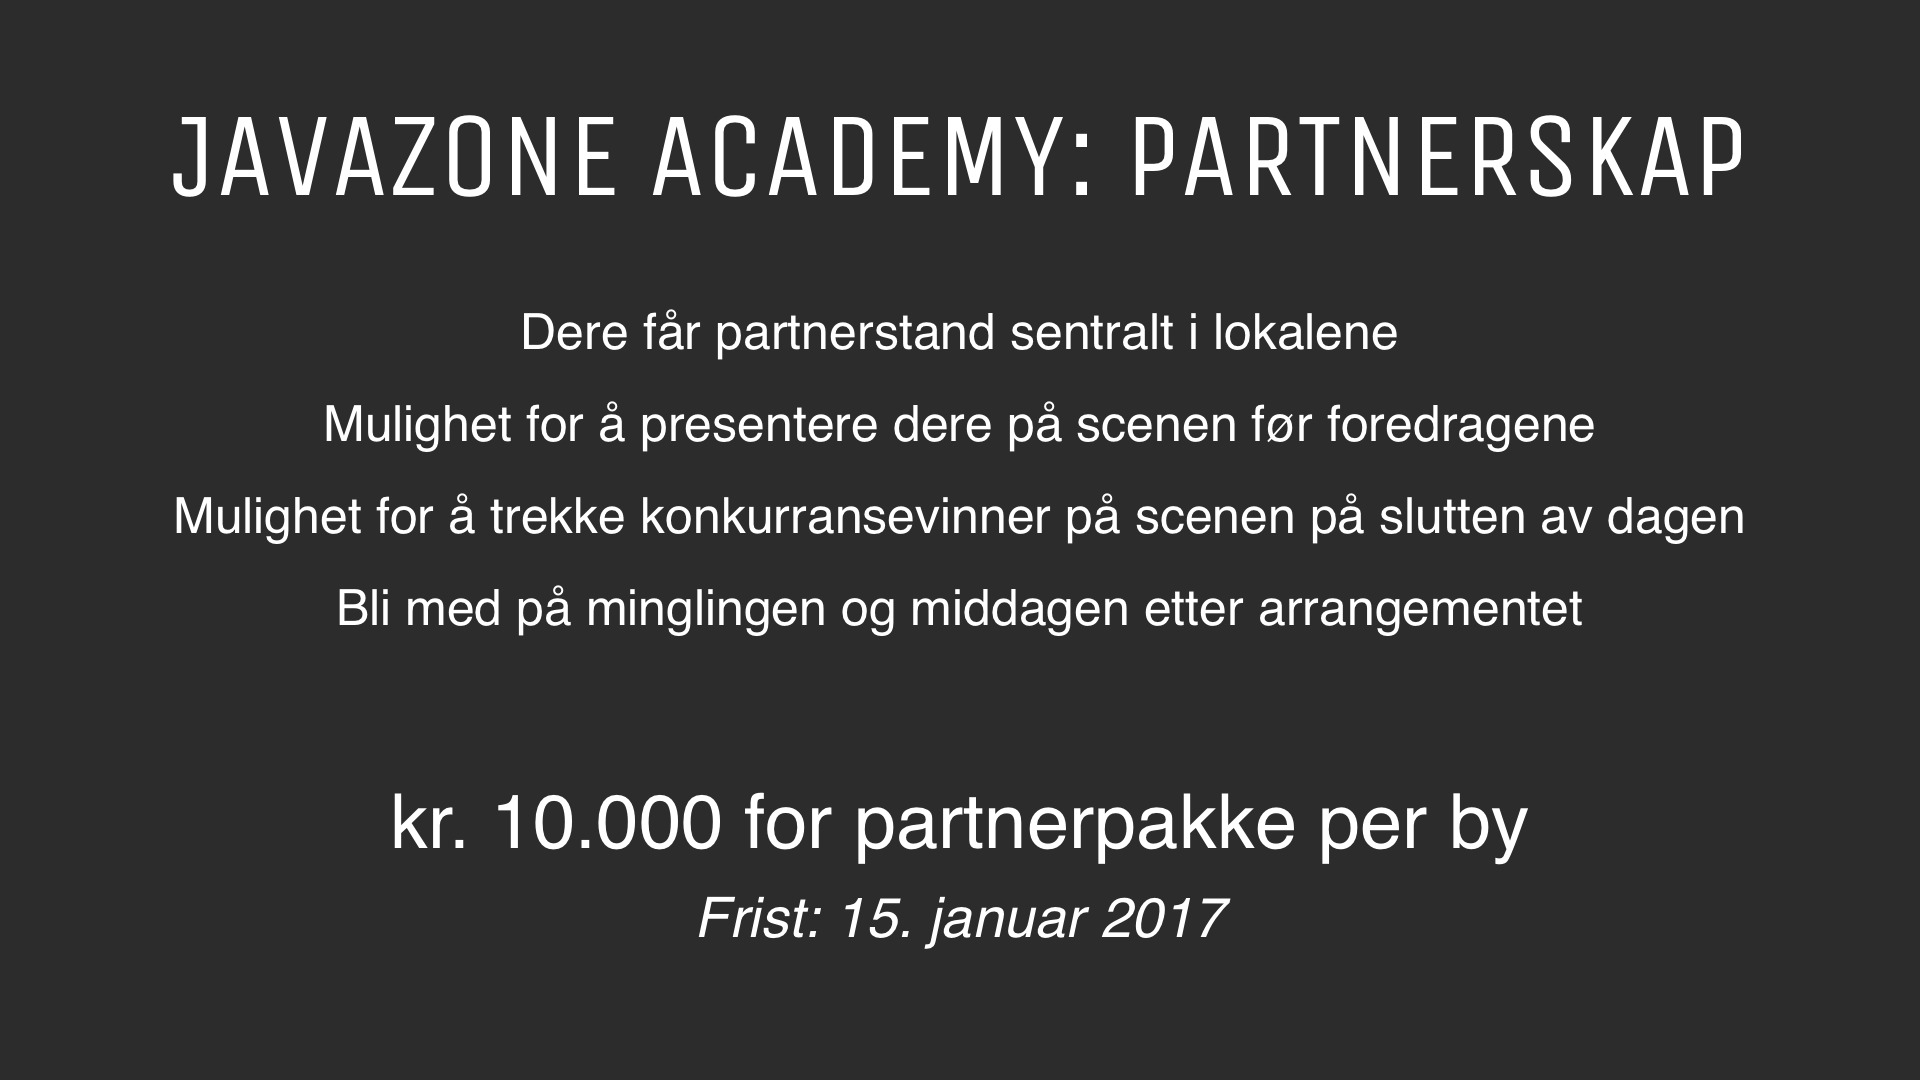 JAVAZONE ACADEMY: PARTNERSKAP
Dere får partnerstand sentralt i lokalene
Mulighet for å presentere dere på scenen før foredragene
Mulighet for å trekke konkurransevinner på scenen på slutten av dagen
Bli med på minglingen og middagen etter arrangementet
kr. 10.000 for partnerpakke per by
Frist: 15. januar 2017